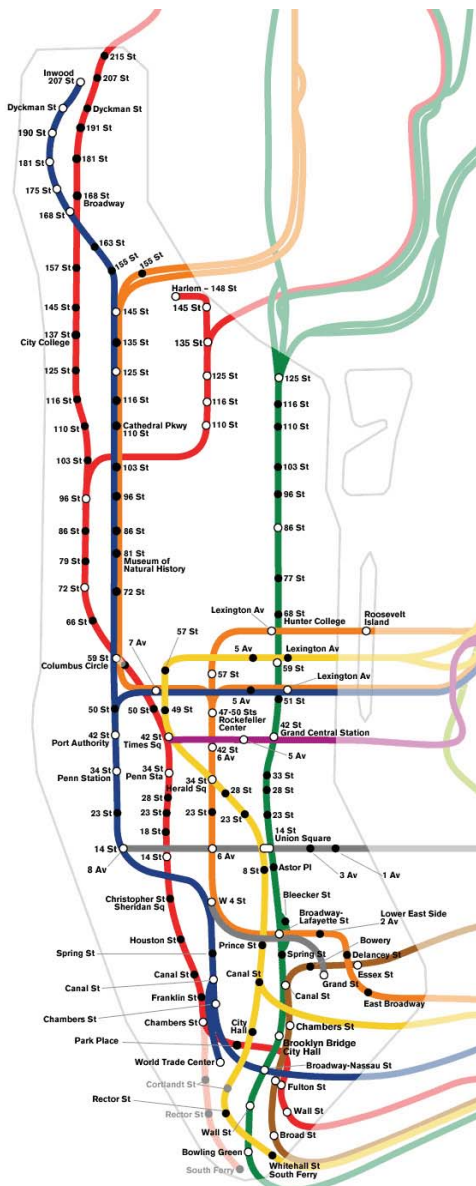 215 St
Inwood
207 St
207 St
Dyckman St
Dyckman St
190 St
191 St
181 St
181 St
175 St
168 St
Broadway
168 St
163 St
155 St
155 St
157 St
Harlem – 148 St
145 St
145 St
145 St
137 St
City College
135 St
135 St
125 St
125 St
125 St
125 St
116 St
116 St
116 St
116 St
110 St
Cathedral Pkwy
110 St
110 St
110 St
103 St
103 St
103 St
96 St
96 St
96 St
86 St
86 St
86 St
79 St
81 St
Museum of
Natural History
77 St
72 St
72 St
66 St
68 St
Hunter College
Lexington Av
Roosevelt
Island
57 St
7 Av
5 Av
Lexington Av
59 St
Columbus Circle
59 St
57 St
Lexington Av
5 Av
51 St
50 St
50 St
49 St
47-50 Sts
Rockefeller
Center
42 St
Port Authority
42 St
Times Sq
42 St
Grand Central Station
42 St
6 Av
5 Av
34 St
Penn Station
34 St
Penn Sta
34 St
Herald Sq
33 St
28 St
28 St
28 St
23 St
23 St
23 St
23 St
23 St
18 St
14 St
Union Square
14 St
8 Av
14 St
6 Av
3 Av
1 Av
8 St
Astor Pl
Christopher St
Sheridan Sq
W 4 St
Bleecker St
Broadway-
Lafayette St
Lower East Side
2 Av
Houston St
Prince St
Bowery
Spring St
Spring St
Delancey St
Essex St
Canal St
Canal St
Grand St
Canal St
Canal St
East Broadway
Franklin St
Chambers St
Chambers St
City
Hall
Chambers St
Park Place
Brooklyn Bridge
City Hall
World Trade Center
Broadway-Nassau St
Cortlandt St
Fulton St
Rector St
Rector St
Wall St
Wall St
Broad St
Bowling Green
Whitehall St
South Ferry
South Ferry